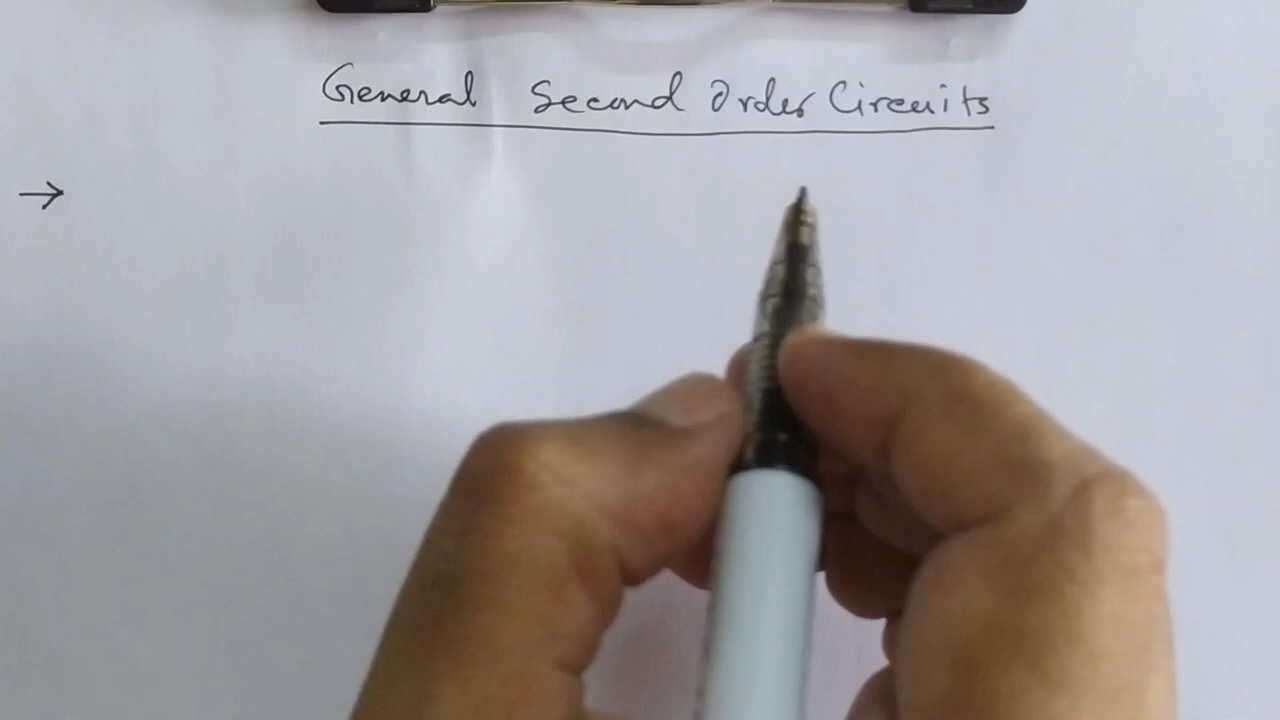 General Second Order Circuits
→